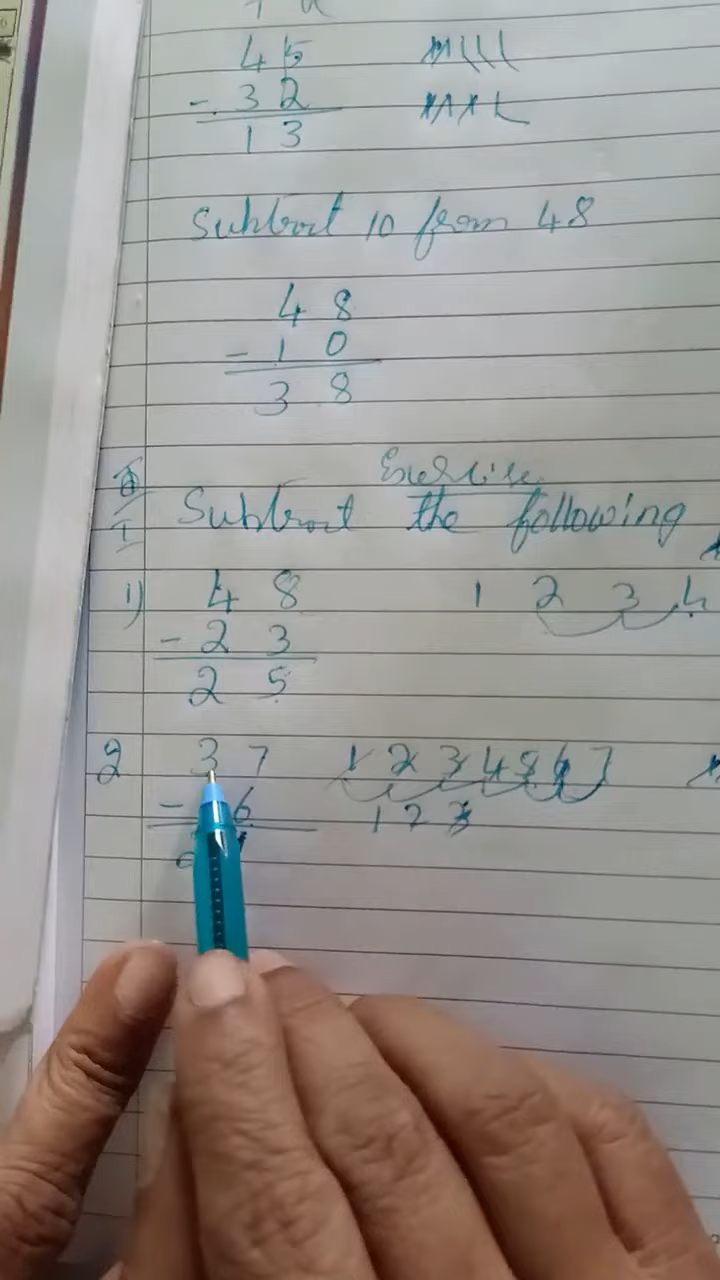 45
- 32
13
Subtract 10 from 48
48
- 10
38
Exercise
I Subtract the following
1) 48 1 2 3 4
- 23
25
2 37 1 2 3 4 5 6 7
- 6 1 2 3